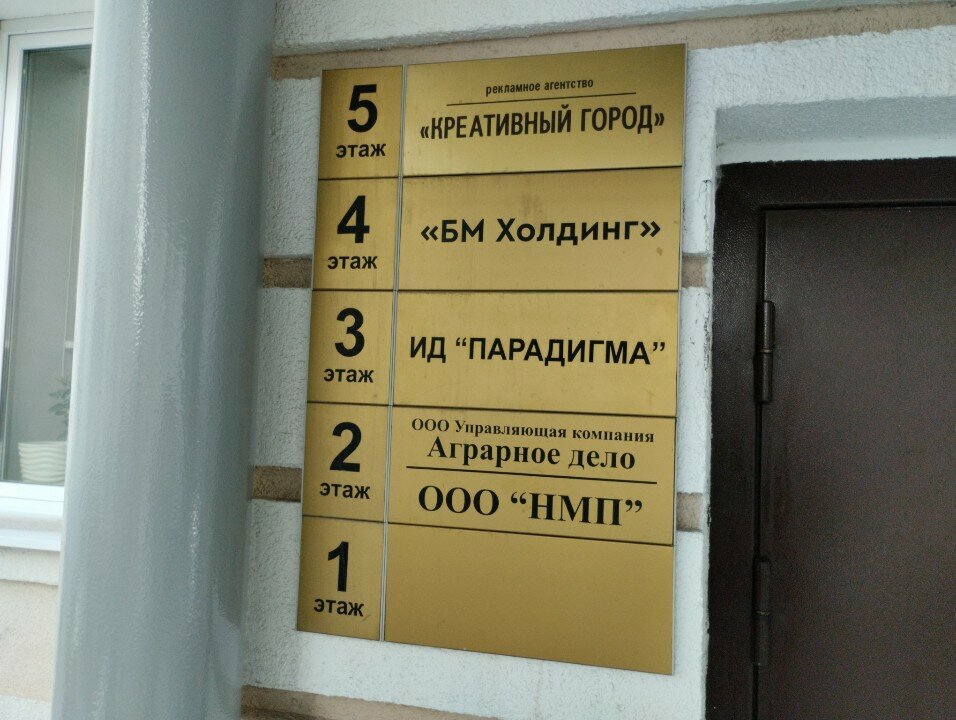 5
этаж
рекламное агентство
«КРЕАТИВНЫЙ ГОРОД»
4
этаж
«БМ Холдинг»
3
этаж
ИД “ПАРАДИГМА”
2
этаж
ООО Управляющая компания
Аграрное дело
ООО “НМП”
1
этаж